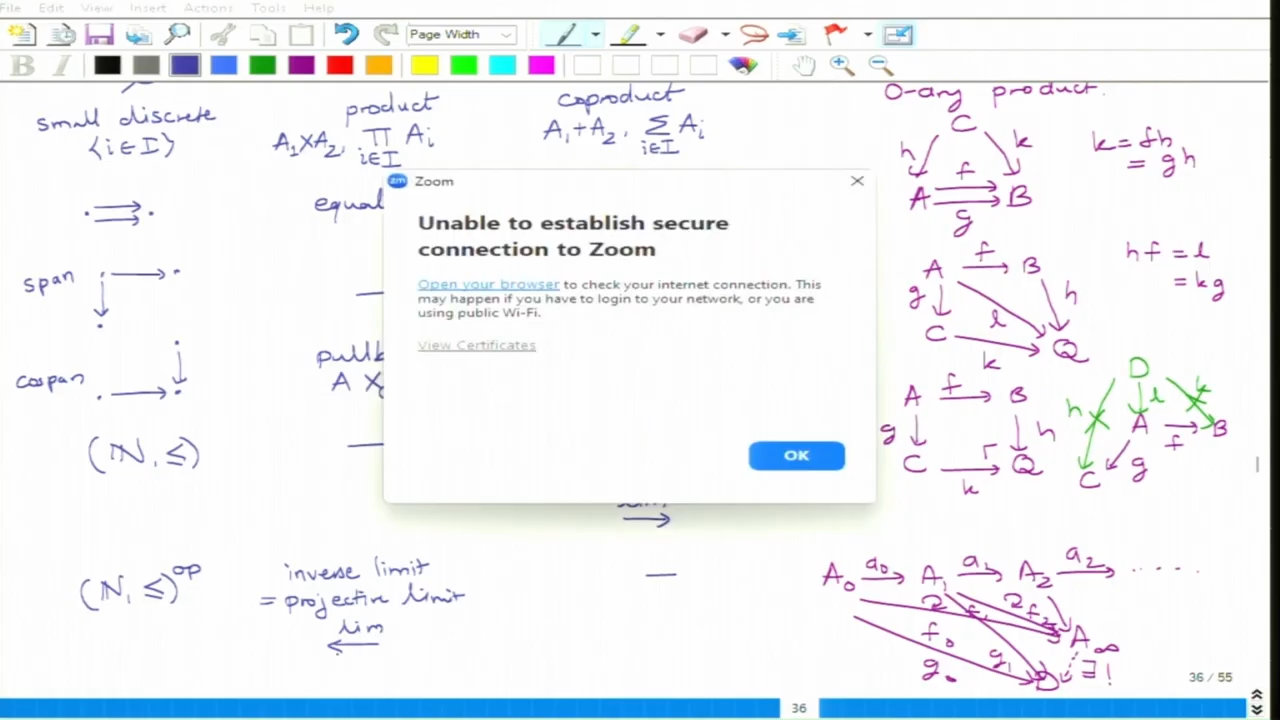 File Edit View Insert Actions Tools Help
Page Width
B I
small discrete
⟨i∈I⟩
product
A₁×A₂, ∏ Aᵢ
i∈I
coproduct
A₁+A₂, ∑ Aᵢ
i∈I
0-ary product.
C
h k
k = fh
= gh
A f B
g
equal
span
A f B
g h
l
C k Q
hf = l
= kg
cospan
pullb
A ×
A f B
g h
C r Q
k
D
h l k
A f B
C g
(ℕ, ≤)
Zoom
Unable to establish secure
connection to Zoom
Open your browser to check your internet connection. This
may happen if you have to login to your network, or you are
using public Wi-Fi.
View Certificates
OK
(ℕ, ≤)ᵒᵖ
inverse limit
= projective limit
lim
A₀ a₀ A₁ a₁ A₂ a₂ ....
f₁ f₂
f₀ A∞
g₀ g₁ ∃!
36 / 55
36